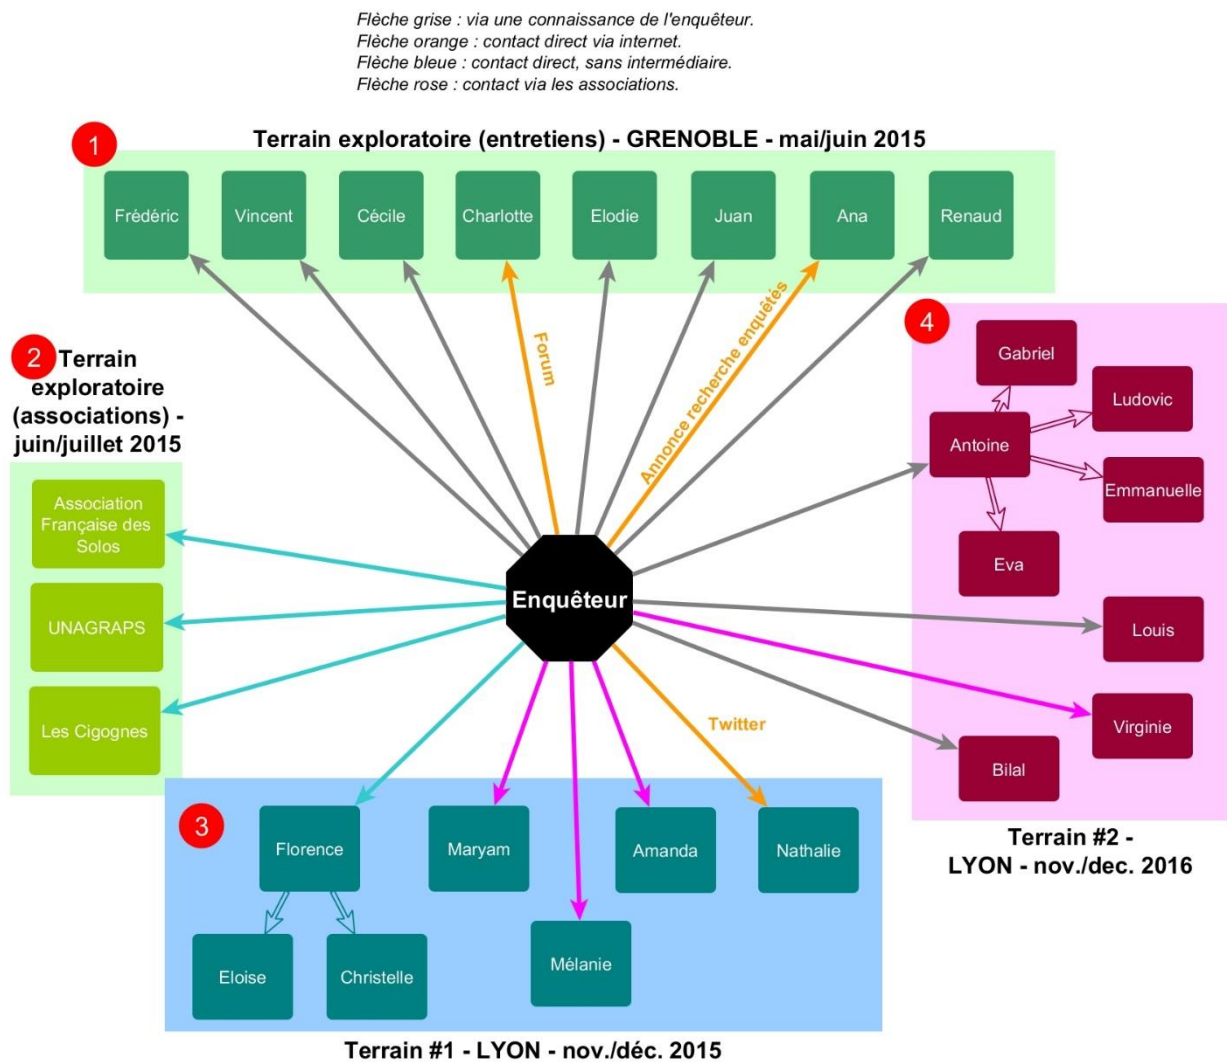 Flèche grise : via une connaissance de l'enquêteur.
Flèche orange : contact direct via internet.
Flèche bleue : contact direct, sans intermédiaire.
Flèche rose : contact via les associations.
1
Terrain exploratoire (entretiens) - GRENOBLE - mai/juin 2015
Frédéric
Vincent
Cécile
Charlotte
Elodie
Juan
Ana
Renaud
Forum
Annonce recherche enquêtés
2
Terrain
exploratoire
(associations) -
juin/juillet 2015
Association
Française des
Solos
UNAGRAPS
Les Cigognes
Enquêteur
4
Gabriel
Ludovic
Antoine
Emmanuelle
Eva
Louis
Virginie
Bilal
Terrain #2 -
LYON - nov./dec. 2016
Twitter
3
Florence
Maryam
Amanda
Nathalie
Eloise
Christelle
Mélanie
Terrain #1 - LYON - nov./déc. 2015